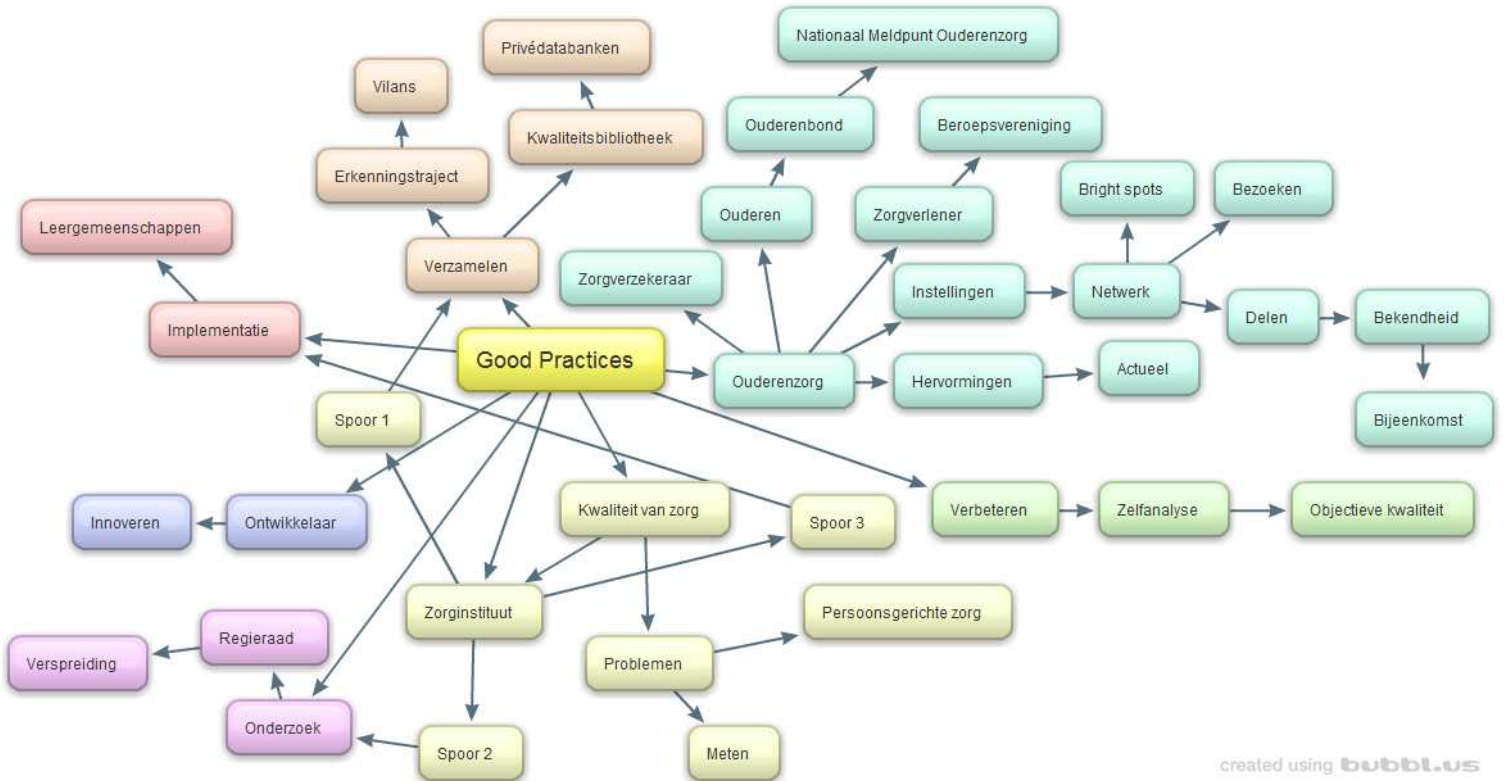 Nationaal Meldpunt Ouderenzorg
Privédatabanken
Vilans
Ouderenbond
Beroepsvereniging
Kwaliteitsbibliotheek
Erkenningstraject
Bright spots
Bezoeken
Leergemeenschappen
Ouderen
Zorgverlener
Verzamelen
Zorgverzekeraar
Instellingen
Netwerk
Implementatie
Delen
Bekendheid
Good Practices
Ouderenzorg
Hervormingen
Actueel
Spoor 1
Bijeenkomst
Innoveren
Ontwikkelaar
Kwaliteit van zorg
Spoor 3
Verbeteren
Zelfanalyse
Objectieve kwaliteit
Zorginstituut
Persoonsgerichte zorg
Regieraad
Verspreiding
Problemen
Onderzoek
Spoor 2
Meten
created using bubbl.us